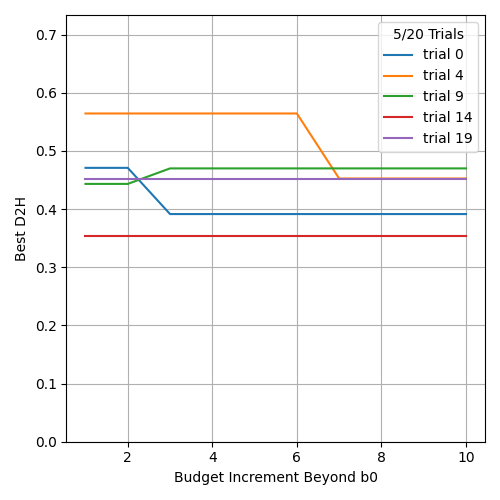 5/20 Trials
trial 0
trial 4
trial 9
trial 14
trial 19
0.7
0.6
0.5
0.4
0.3
0.2
0.1
0.0
Best D2H
2 4 6 8 10
Budget Increment Beyond b0